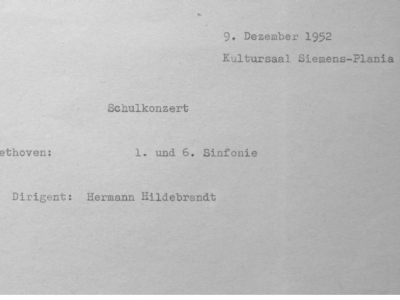 9. Dezember 1952
Kultursaal Siemens-Plania
Schulkonzert
ethoven: 1. und 6. Sinfonie
Dirigent: Hermann Hildebrandt